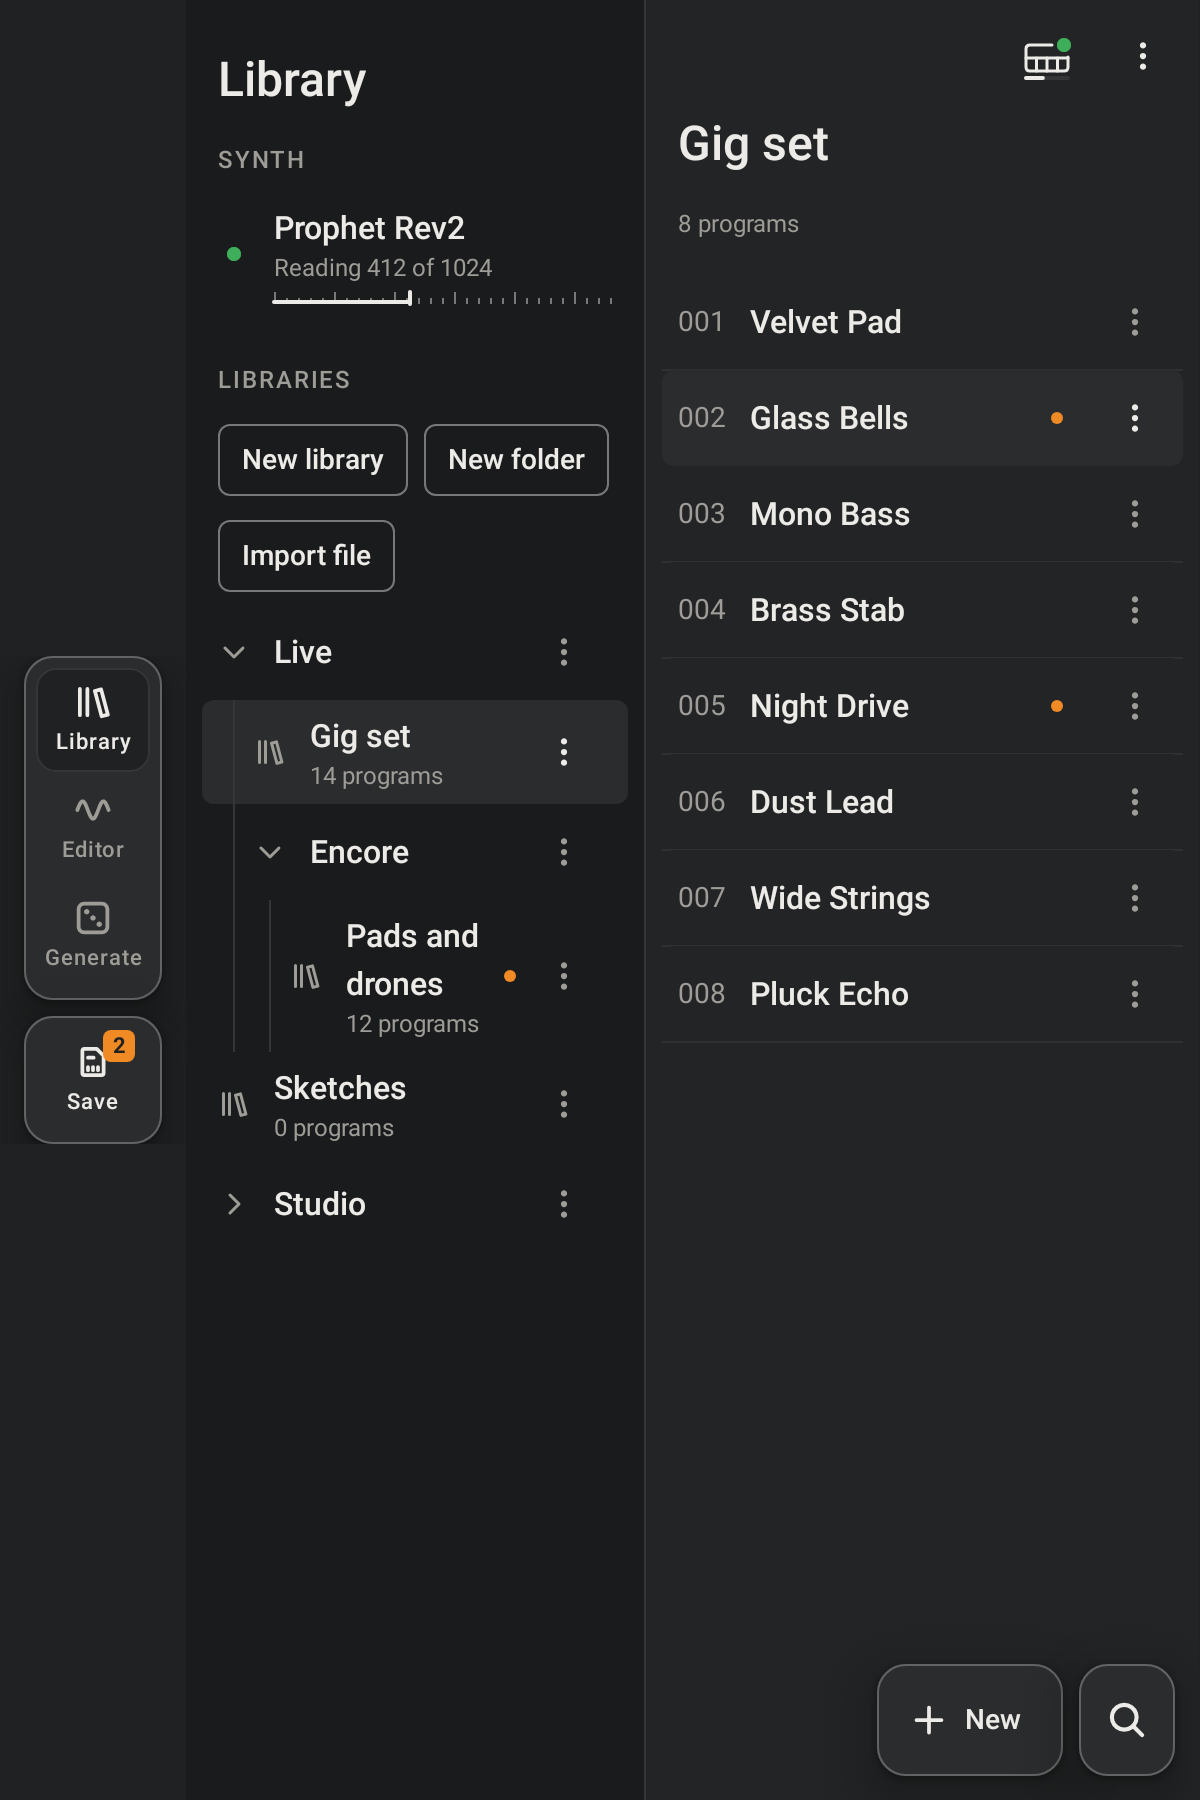 Library
Editor
Generate
2
Save
Library
SYNTH
Prophet Rev2
Reading 412 of 1024
LIBRARIES
New library
New folder
Import file
Live
Gig set
14 programs
Encore
Pads and
drones
12 programs
Sketches
0 programs
Studio
Gig set
8 programs
001 Velvet Pad
002 Glass Bells
003 Mono Bass
004 Brass Stab
005 Night Drive
006 Dust Lead
007 Wide Strings
008 Pluck Echo
New